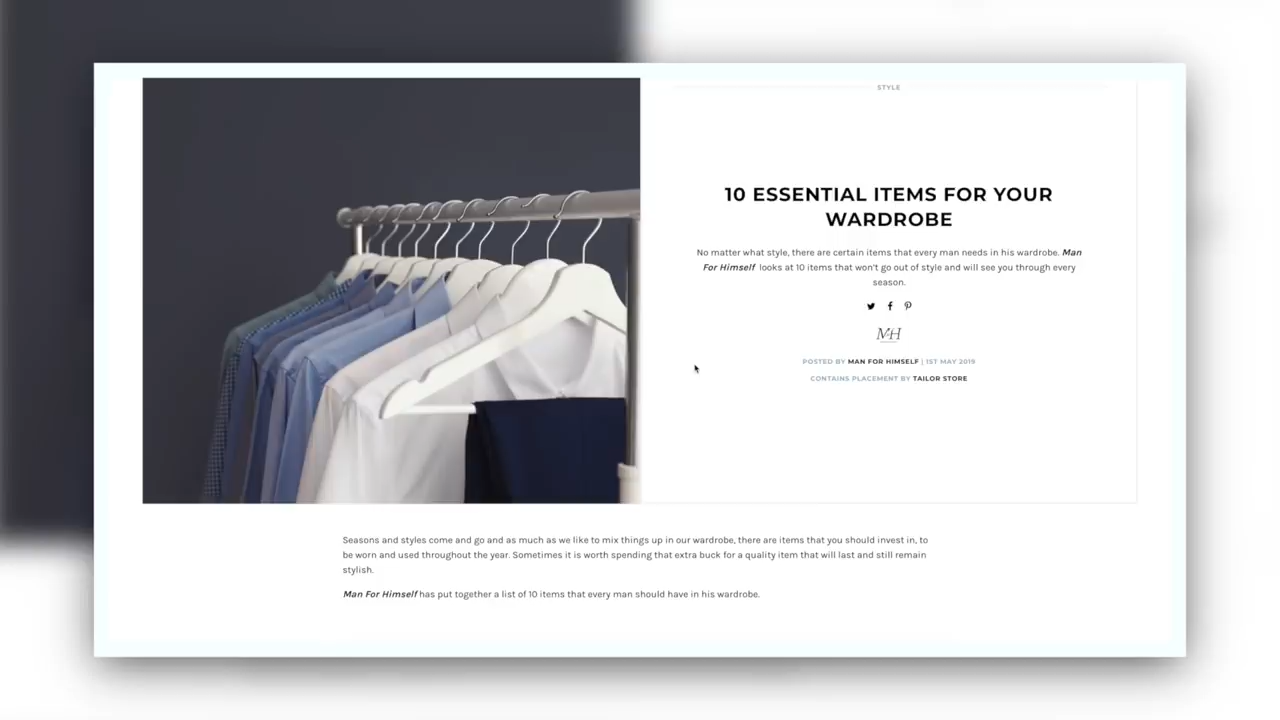 STYLE
10 ESSENTIAL ITEMS FOR YOUR
WARDROBE
No matter what style, there are certain items that every man needs in his wardrobe. Man
For Himself looks at 10 items that won't go out of style and will see you through every
season.
MH
POSTED BY MAN FOR HIMSELF | 1ST MAY 2019
CONTAINS PLACEMENT BY TAILOR STORE
Seasons and styles come and go and as much as we like to mix things up in our wardrobe, there are items that you should invest in, to
be worn and used throughout the year. Sometimes it is worth spending that extra buck for a quality item that will last and still remain
stylish.
Man For Himself has put together a list of 10 items that every man should have in his wardrobe.